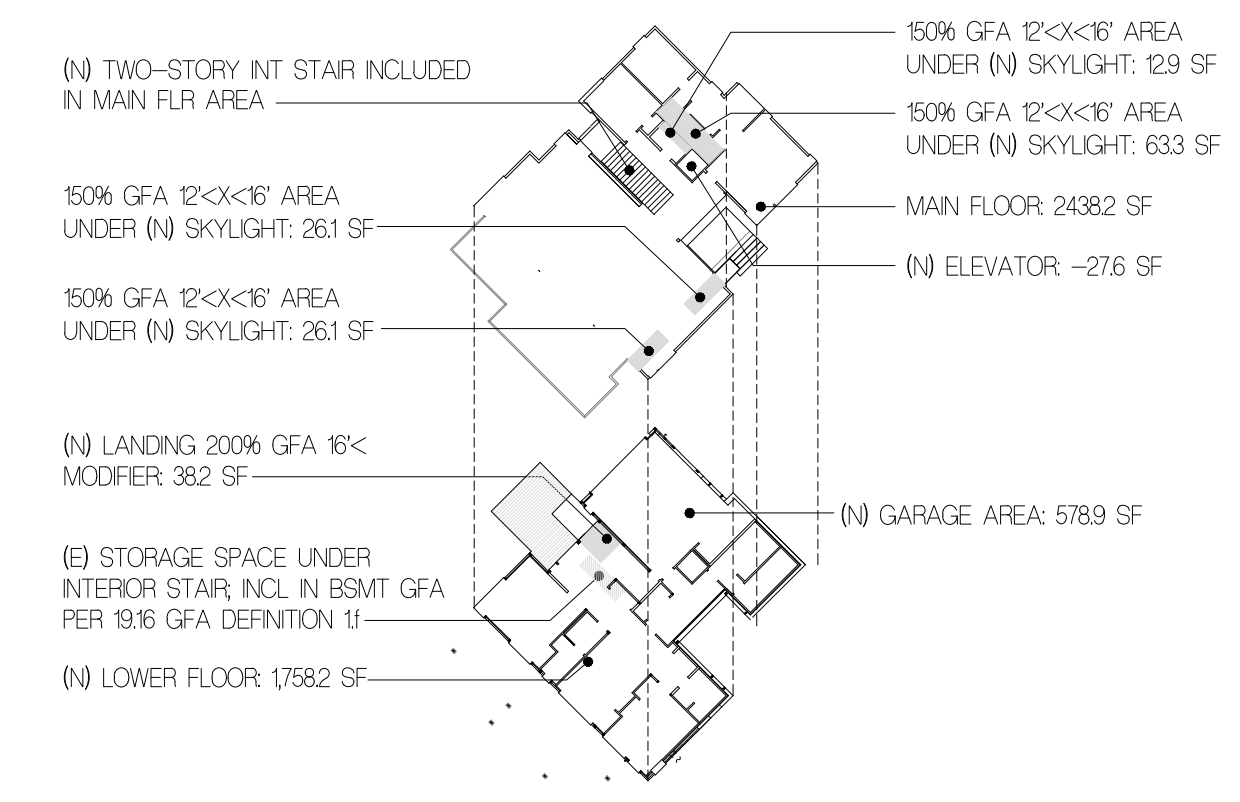 (N) TWO-STORY INT STAIR INCLUDED
IN MAIN FLR AREA
150% GFA 12'<X<16' AREA
UNDER (N) SKYLIGHT: 26.1 SF
150% GFA 12'<X<16' AREA
UNDER (N) SKYLIGHT: 26.1 SF
(N) LANDING 200% GFA 16'<
MODIFIER: 38.2 SF
(E) STORAGE SPACE UNDER
INTERIOR STAIR; INCL IN BSMT GFA
PER 19.16 GFA DEFINITION 1.f
(N) LOWER FLOOR: 1,758.2 SF
150% GFA 12'<X<16' AREA
UNDER (N) SKYLIGHT: 12.9 SF
150% GFA 12'<X<16' AREA
UNDER (N) SKYLIGHT: 63.3 SF
MAIN FLOOR: 2438.2 SF
(N) ELEVATOR: -27.6 SF
(N) GARAGE AREA: 578.9 SF